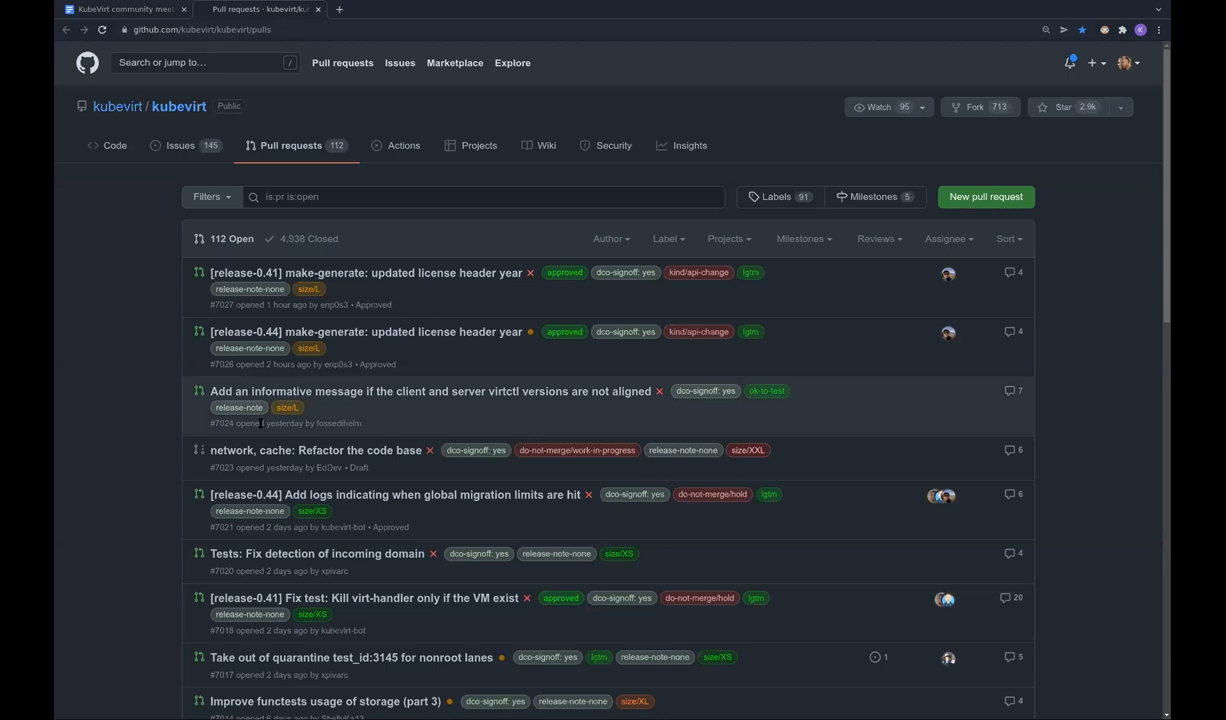 KubeVirt community mee
Pull requests · kubevirt/ku
github.com/kubevirt/kubevirt/pulls
K
Search or jump to… /
Pull requests Issues Marketplace Explore
kubevirt / kubevirt Public
Watch 95 Fork 713 Star 2.9k
Code Issues 145 Pull requests 112 Actions Projects Wiki Security Insights
Filters is:pr is:open Labels 91 Milestones 5 New pull request
112 Open 4,938 Closed Author Label Projects Milestones Reviews Assignee Sort
[release-0.41] make-generate: updated license header year approved dco-signoff: yes kind/api-change lgtm 4
release-note-none size/L
#7027 opened 1 hour ago by enp0s3 • Approved
[release-0.44] make-generate: updated license header year approved dco-signoff: yes kind/api-change lgtm 4
release-note-none size/L
#7026 opened 2 hours ago by enp0s3 • Approved
Add an informative message if the client and server virtctl versions are not aligned dco-signoff: yes ok-to-test 7
release-note size/L
#7024 opened yesterday by fossedihelm
network, cache: Refactor the code base dco-signoff: yes do-not-merge/work-in-progress release-note-none size/XXL 6
#7023 opened yesterday by EdDev • Draft
[release-0.44] Add logs indicating when global migration limits are hit dco-signoff: yes do-not-merge/hold lgtm 6
release-note-none size/XS
#7021 opened 2 days ago by kubevirt-bot • Approved
Tests: Fix detection of incoming domain dco-signoff: yes release-note-none size/XS 4
#7020 opened 2 days ago by xpivarc
[release-0.41] Fix test: Kill virt-handler only if the VM exist approved dco-signoff: yes do-not-merge/hold lgtm 20
release-note-none size/XS
#7018 opened 2 days ago by kubevirt-bot
Take out of quarantine test_id:3145 for nonroot lanes dco-signoff: yes lgtm release-note-none size/XS 1 5
#7017 opened 2 days ago by xpivarc
Improve functests usage of storage (part 3) dco-signoff: yes release-note-none size/XL 4